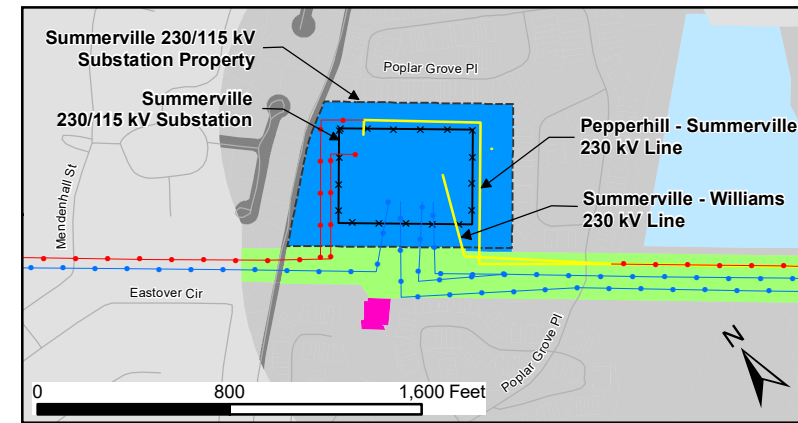 Summerville 230/115 kV
Substation Property
Poplar Grove Pl
Summerville
230/115 kV Substation
Pepperhill - Summerville
230 kV Line
Mendenhall St
Summerville - Williams
230 kV Line
Eastover Cir
Poplar Grove Pl
N
0 800 1,600 Feet